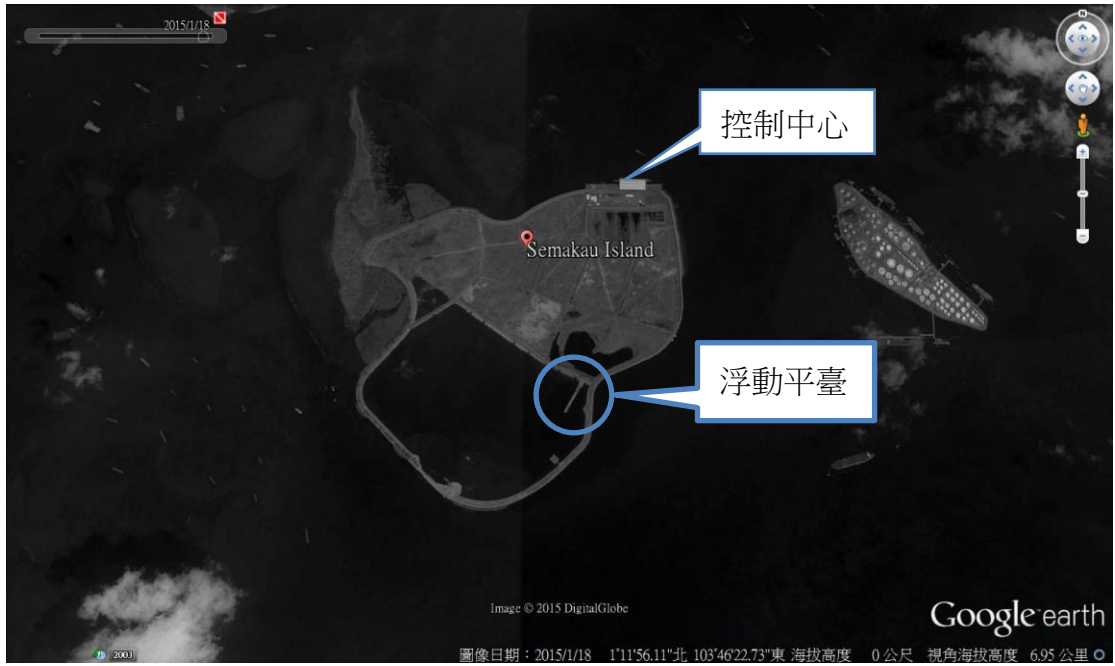 2015/1/18
N
控制中心
Semakau Island
浮動平臺
Image © 2015 DigitalGlobe
Google earth
2003
圖像日期：2015/1/18 1°11'56.11"北 103°46'22.73"東 海拔高度 0 公尺 視角海拔高度 6.95 公里